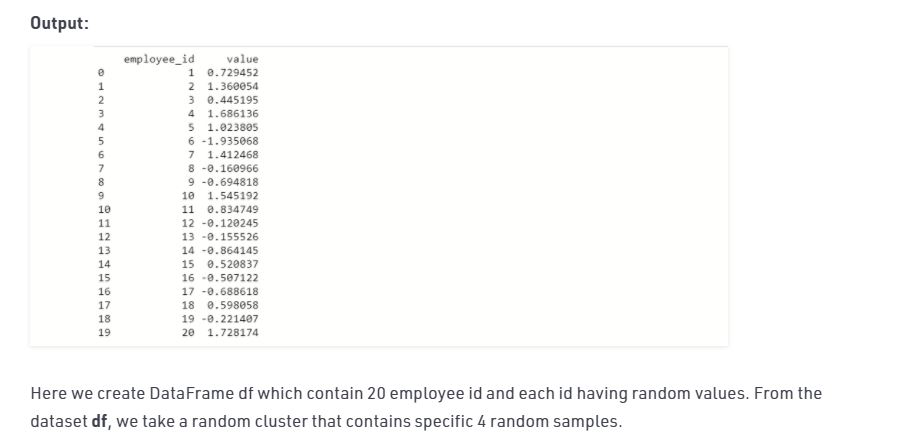 Output:
employee_id value
0 1 0.729452
1 2 1.360054
2 3 0.445195
3 4 1.686136
4 5 1.023805
5 6 -1.935068
6 7 1.412468
7 8 -0.160966
8 9 -0.694818
9 10 1.545192
10 11 0.834749
11 12 -0.120245
12 13 -0.155526
13 14 -0.864145
14 15 0.520837
15 16 -0.507122
16 17 -0.688618
17 18 0.598058
18 19 -0.221407
19 20 1.728174
Here we create DataFrame df which contain 20 employee id and each id having random values. From the
dataset df, we take a random cluster that contains specific 4 random samples.